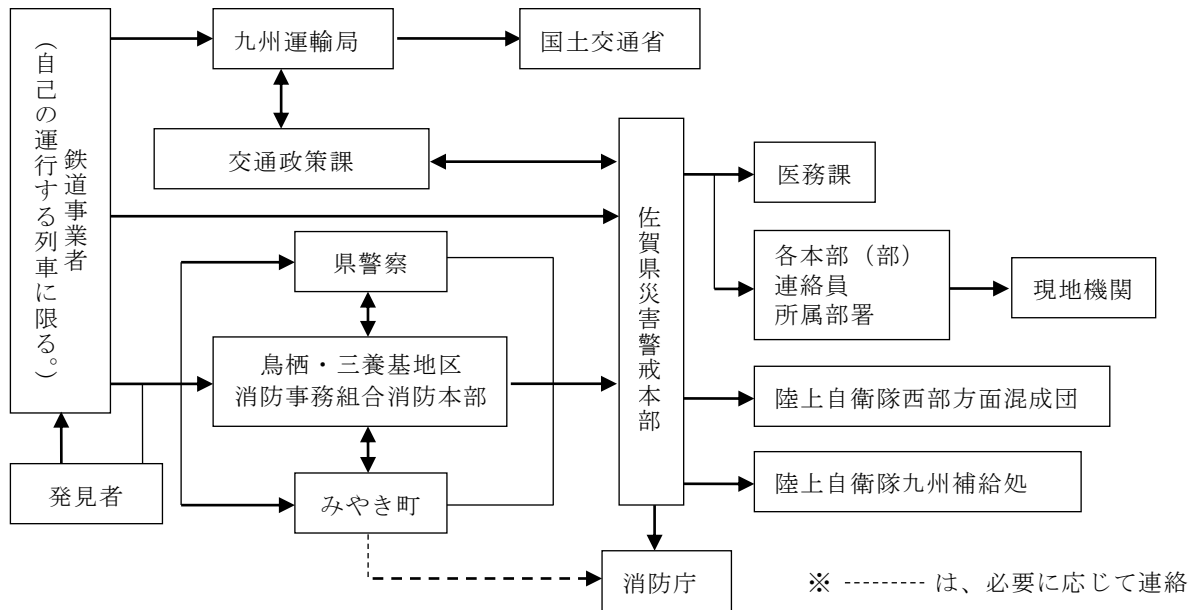 鉄道事業者
(自己の運行する列車に限る。)
九州運輸局
国土交通省
交通政策課
佐賀県災害警戒本部
医務課
県警察
各本部(部)
連絡員
所属部署
現地機関
鳥栖・三養基地区
消防事務組合消防本部
陸上自衛隊西部方面混成団
発見者
みやき町
陸上自衛隊九州補給処
消防庁
※ --------- は、必要に応じて連絡